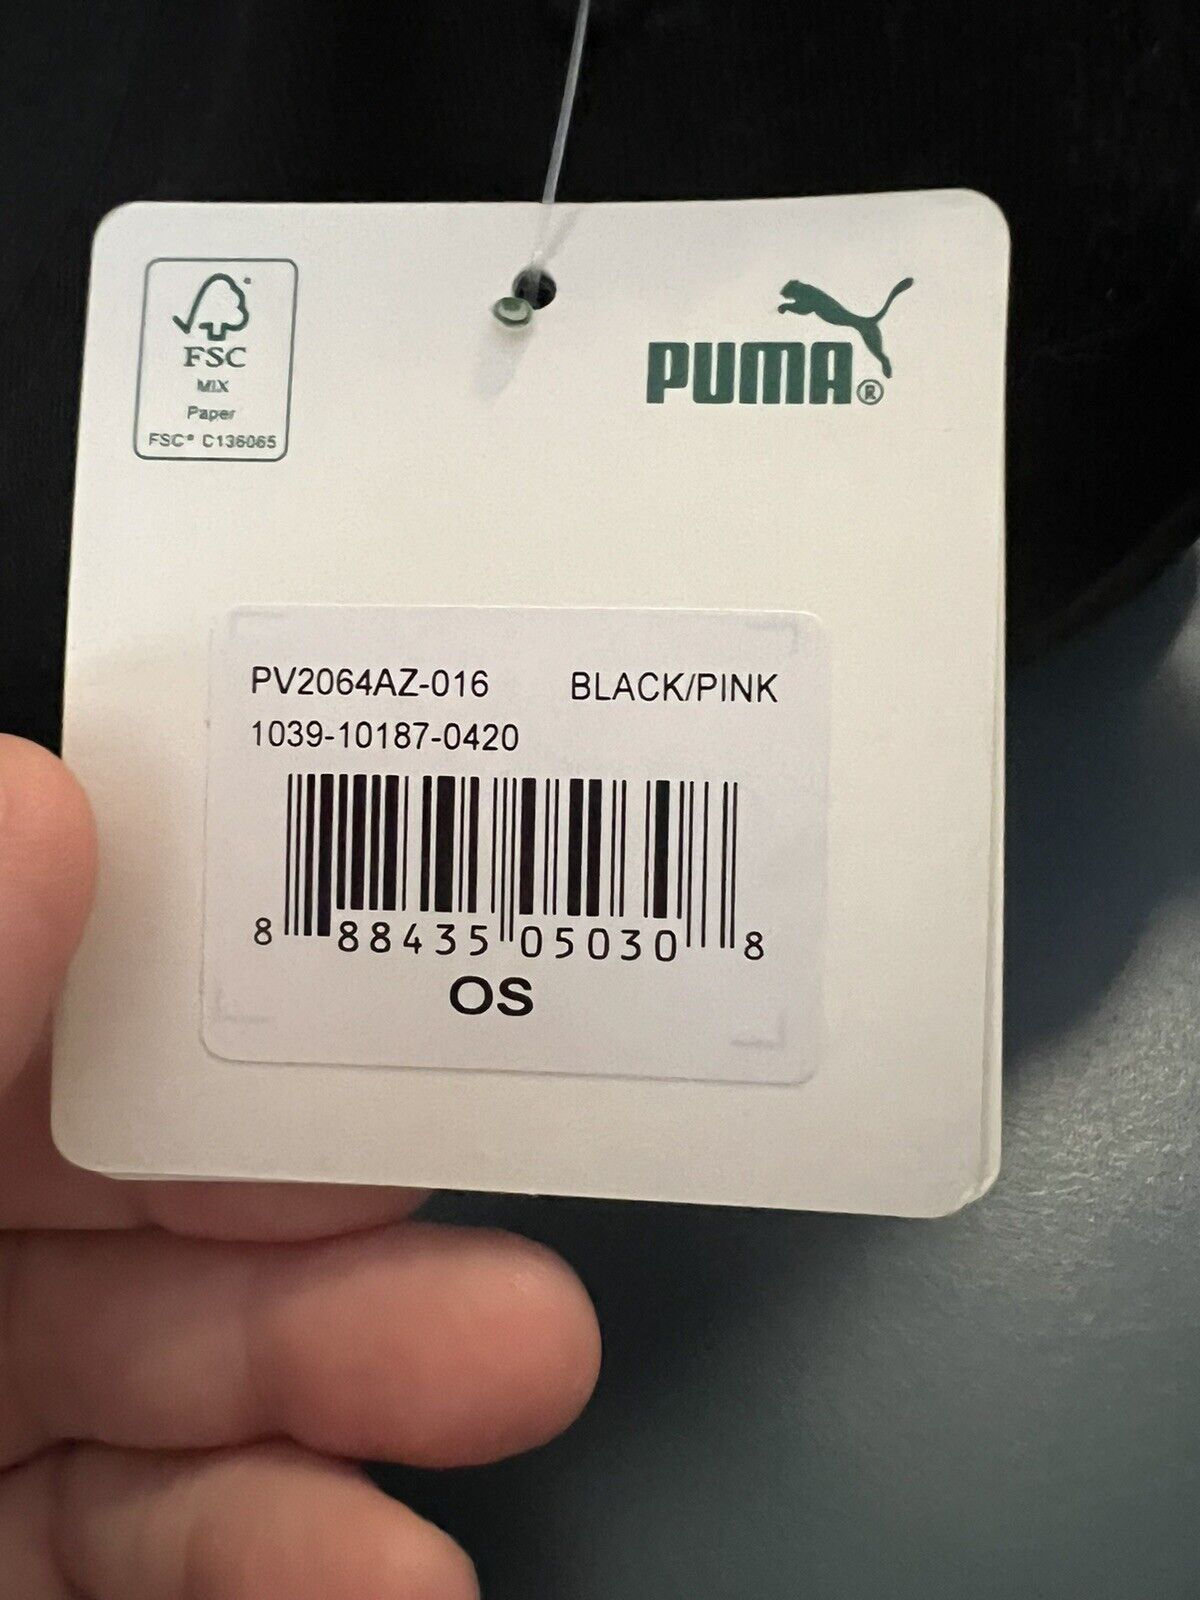 FSC
MIX
Paper
FSC® C136065
PUMA®
PV2064AZ-016 BLACK/PINK
1039-10187-0420
8 88435 05030 8
OS